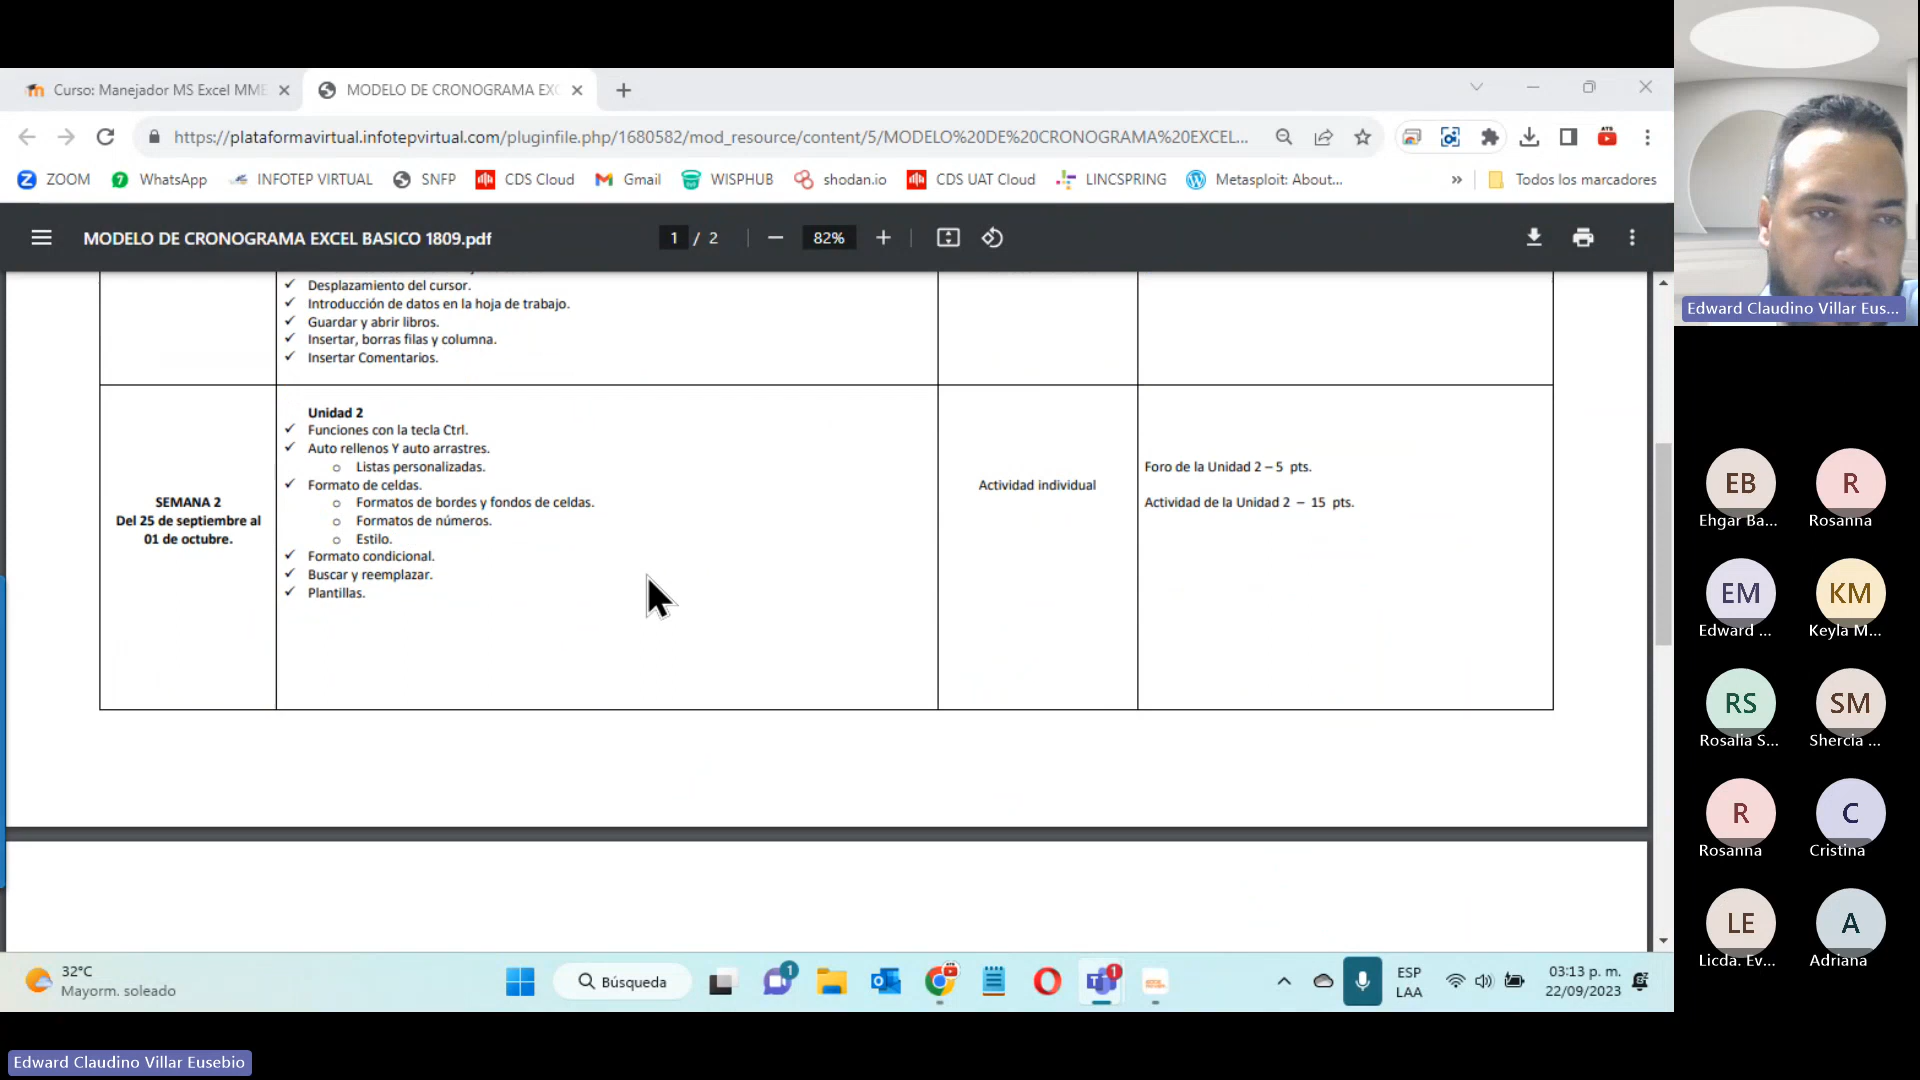 Curso: Manejador MS Excel MME
MODELO DE CRONOGRAMA EXC
https://plataformavirtual.infotepvirtual.com/pluginfile.php/1680582/mod_resource/content/5/MODELO%20DE%20CRONOGRAMA%20EXCEL...
ZOOM
7
WhatsApp
INFOTEP VIRTUAL
SNFP
CDS Cloud
Gmail
WISPHUB
shodan.io
CDS UAT Cloud
LINCSPRING
Metasploit: About...
»
Todos los marcadores
MODELO DE CRONOGRAMA EXCEL BASICO 1809.pdf
1 / 2
82%
✓ Desplazamiento del cursor.
✓ Introducción de datos en la hoja de trabajo.
✓ Guardar y abrir libros.
✓ Insertar, borras filas y columna.
✓ Insertar Comentarios.
SEMANA 2
Del 25 de septiembre al
01 de octubre.
Unidad 2
✓ Funciones con la tecla Ctrl.
✓ Auto rellenos Y auto arrastres.
o Listas personalizadas.
✓ Formato de celdas.
o Formatos de bordes y fondos de celdas.
o Formatos de números.
o Estilo.
✓ Formato condicional.
✓ Buscar y reemplazar.
✓ Plantillas.
Actividad individual
Foro de la Unidad 2 – 5 pts.
Actividad de la Unidad 2 – 15 pts.
32°C
Mayorm. soleado
Búsqueda
1
1
ESP
LAA
03:13 p. m.
22/09/2023
Edward Claudino Villar Eusebio
Edward Claudino Villar Eus...
EB
Ehgar Ba...
R
Rosanna
EM
Edward ...
KM
Keyla M...
RS
Rosalia S...
SM
Shercia ...
R
Rosanna
C
Cristina
LE
Licda. Ev...
A
Adriana